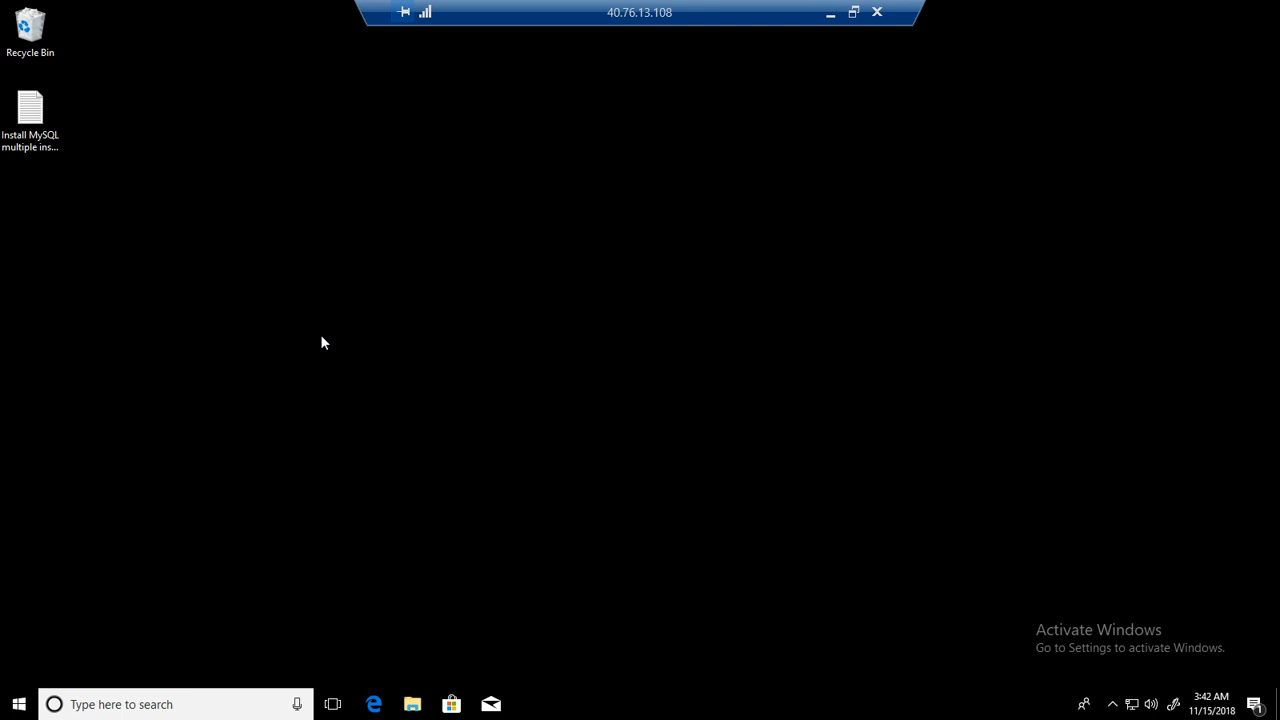 40.76.13.108
Recycle Bin
Install MySQL
multiple ins...
Activate Windows
Go to Settings to activate Windows.
Type here to search
3:42 AM
11/15/2018
1